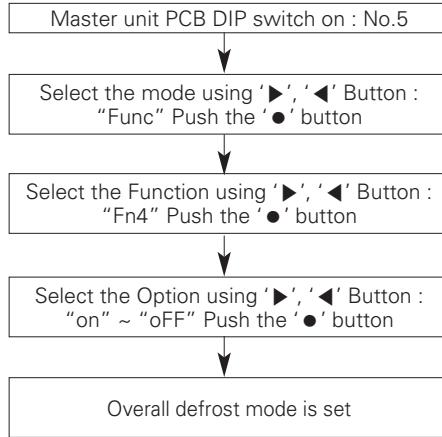 Master unit PCB DIP switch on : No.5
Select the mode using ‘▶’, ‘◀’ Button :
“Func” Push the ‘●’ button
Select the Function using ‘▶’, ‘◀’ Button :
“Fn4” Push the ‘●’ button
Select the Option using ‘▶’, ‘◀’ Button :
“on” ~ “oFF” Push the ‘●’ button
Overall defrost mode is set